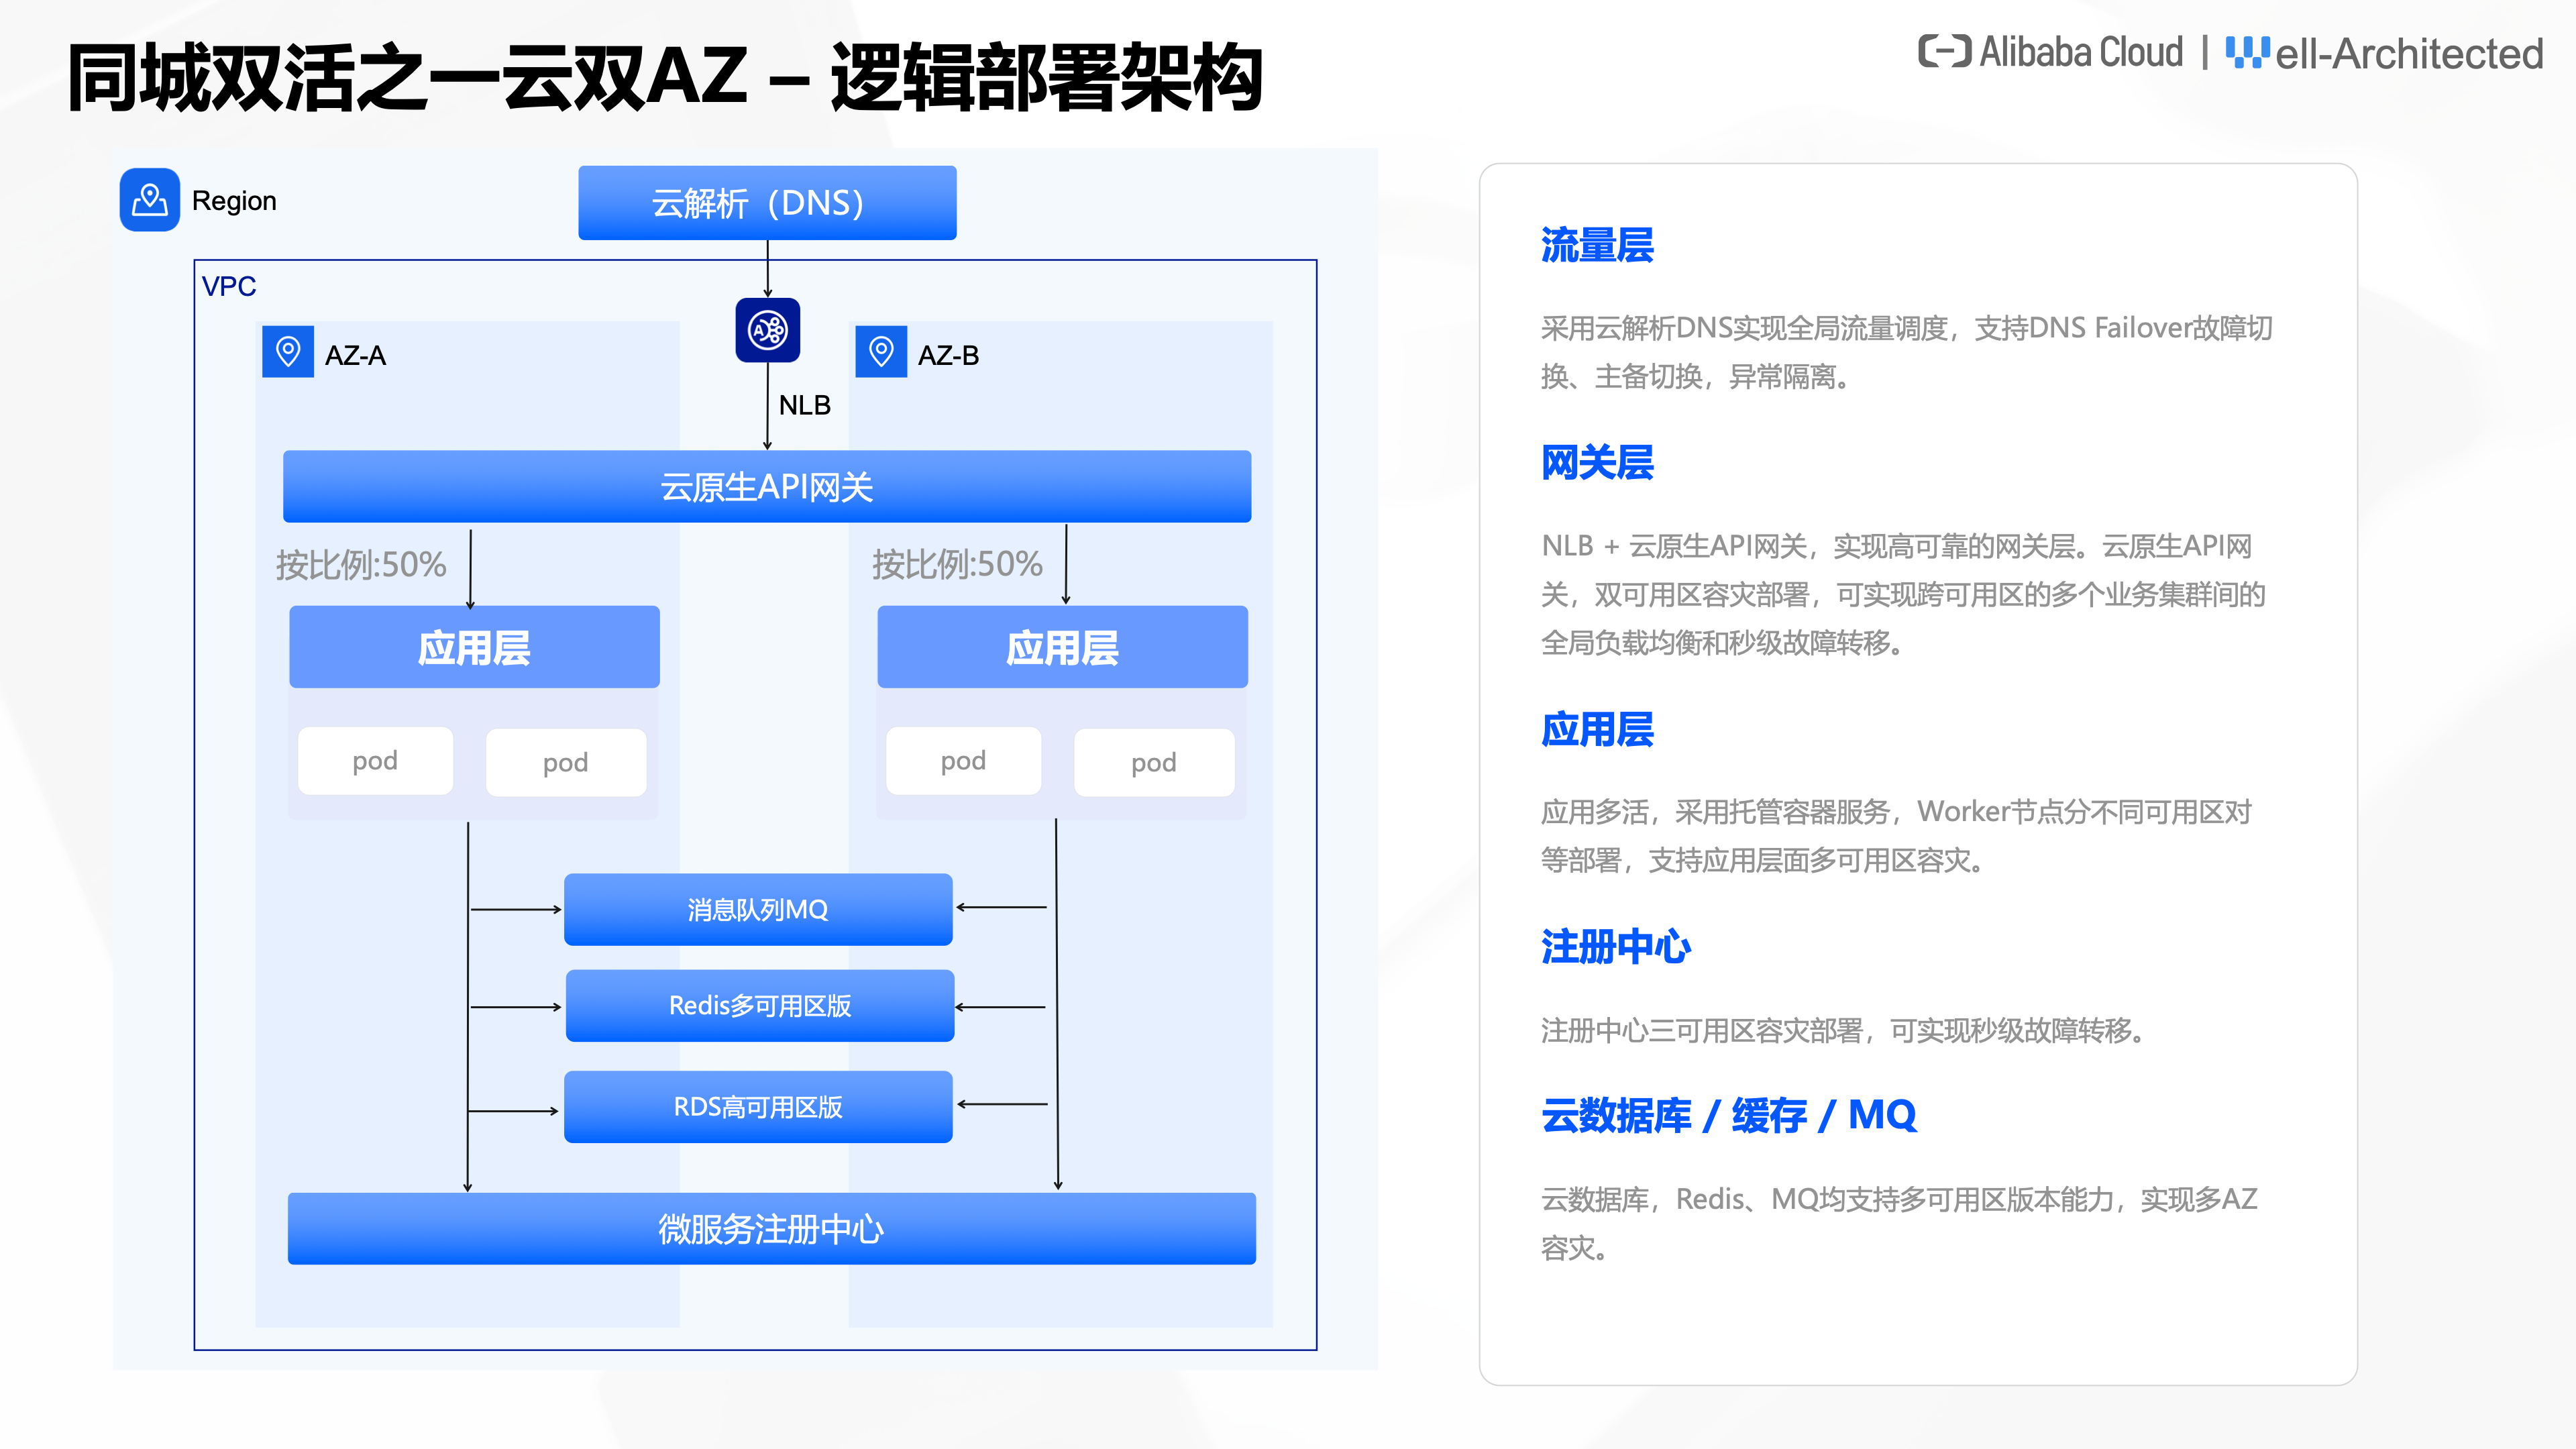 同城双活之一云双AZ – 逻辑部署架构
Alibaba Cloud | Well-Architected
Region
云解析（DNS）
VPC
AZ-A
AZ-B
NLB
云原生API网关
按比例:50%
按比例:50%
应用层
应用层
pod
pod
pod
pod
消息队列MQ
Redis多可用区版
RDS高可用区版
微服务注册中心
流量层
采用云解析DNS实现全局流量调度，支持DNS Failover故障切
换、主备切换，异常隔离。
网关层
NLB + 云原生API网关，实现高可靠的网关层。云原生API网
关，双可用区容灾部署，可实现跨可用区的多个业务集群间的
全局负载均衡和秒级故障转移。
应用层
应用多活，采用托管容器服务，Worker节点分不同可用区对
等部署，支持应用层面多可用区容灾。
注册中心
注册中心三可用区容灾部署，可实现秒级故障转移。
云数据库 / 缓存 / MQ
云数据库，Redis、MQ均支持多可用区版本能力，实现多AZ
容灾。